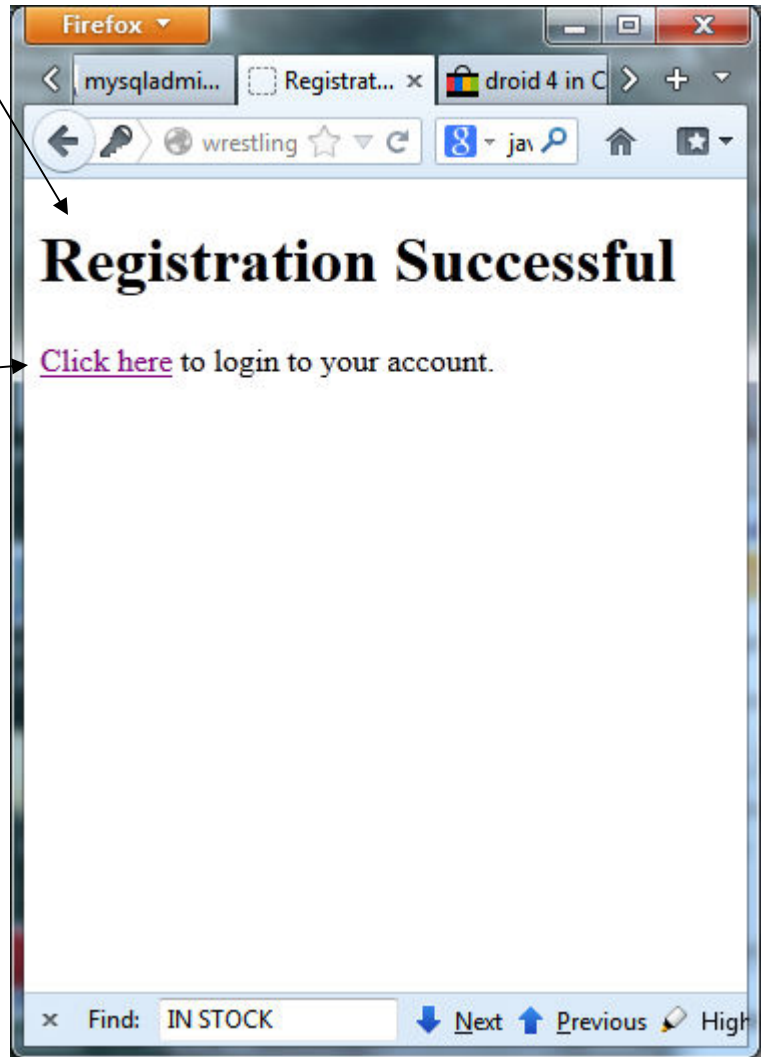 Firefox
mysqladmi... Registrat... droid 4 in C
wrestling 8 jav
Registration Successful
Click here to login to your account.
Find: IN STOCK Next Previous High